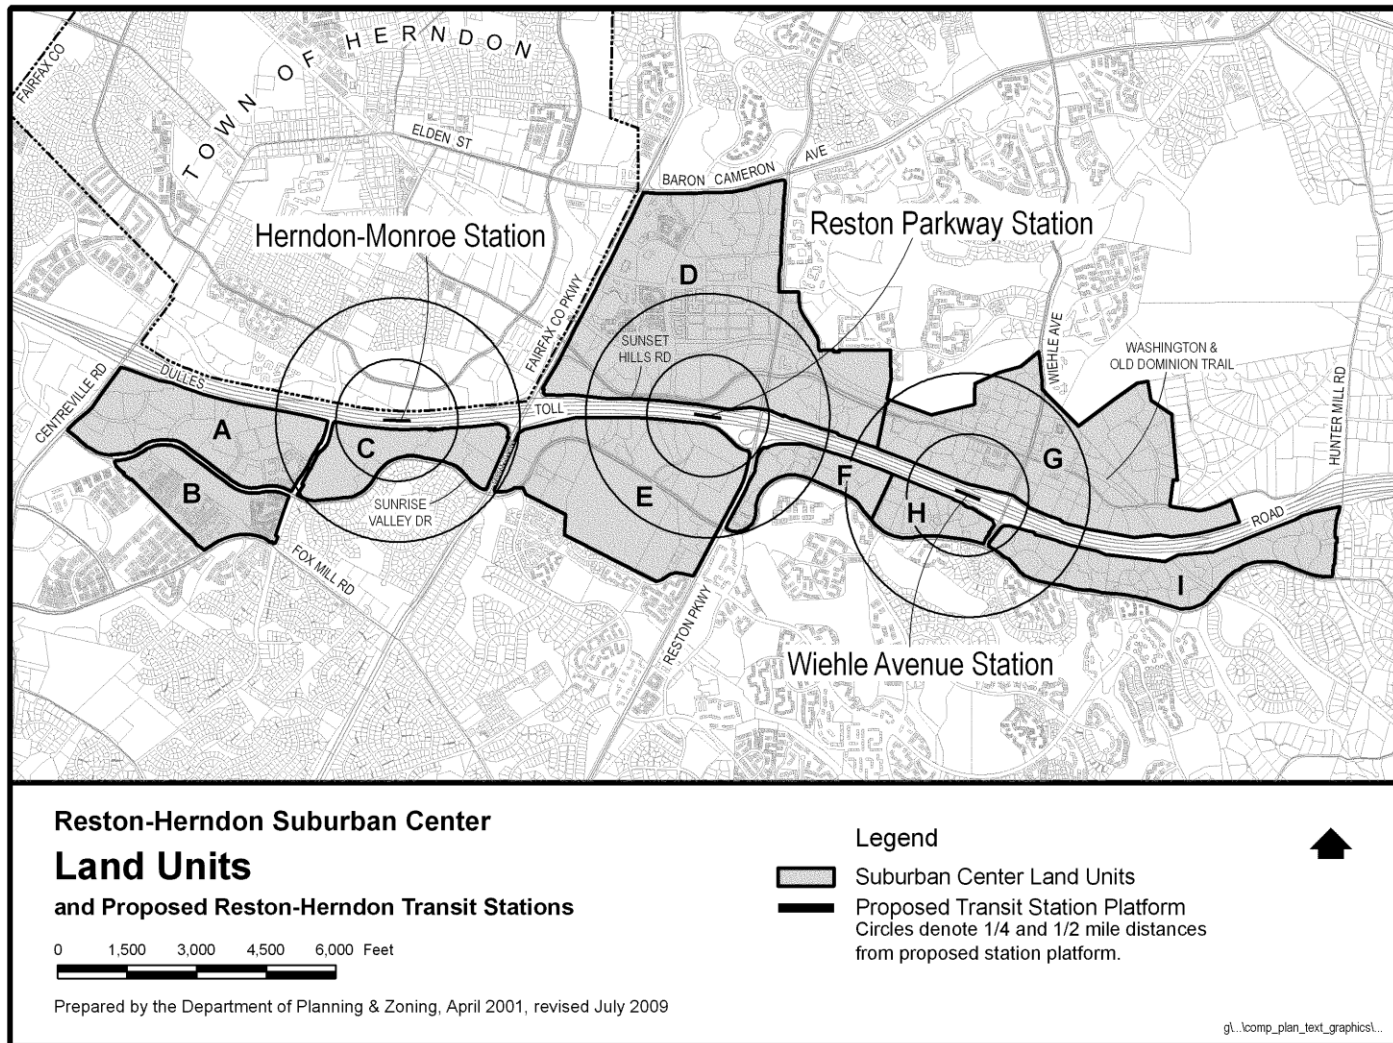 FAIRFAX CO
TOWN OF HERNDON
ELDEN ST
BARON CAMERON AVE
Herndon-Monroe Station
Reston Parkway Station
D
FAIRFAX CO PKWY
SUNSET
HILLS RD
WIEHLE AVE
WASHINGTON &
OLD DOMINION TRAIL
HUNTER MILL RD
CENTREVILLE RD
DULLES
TOLL
ROAD
A
C
B
E
F
G
H
I
SUNRISE
VALLEY DR
FOX MILL RD
RESTON PKWY
Wiehle Avenue Station
Reston-Herndon Suburban Center
Land Units
and Proposed Reston-Herndon Transit Stations
0 1,500 3,000 4,500 6,000 Feet
Prepared by the Department of Planning & Zoning, April 2001, revised July 2009
Legend
Suburban Center Land Units
Proposed Transit Station Platform
Circles denote 1/4 and 1/2 mile distances
from proposed station platform.
g\...\comp_plan_text_graphics\...